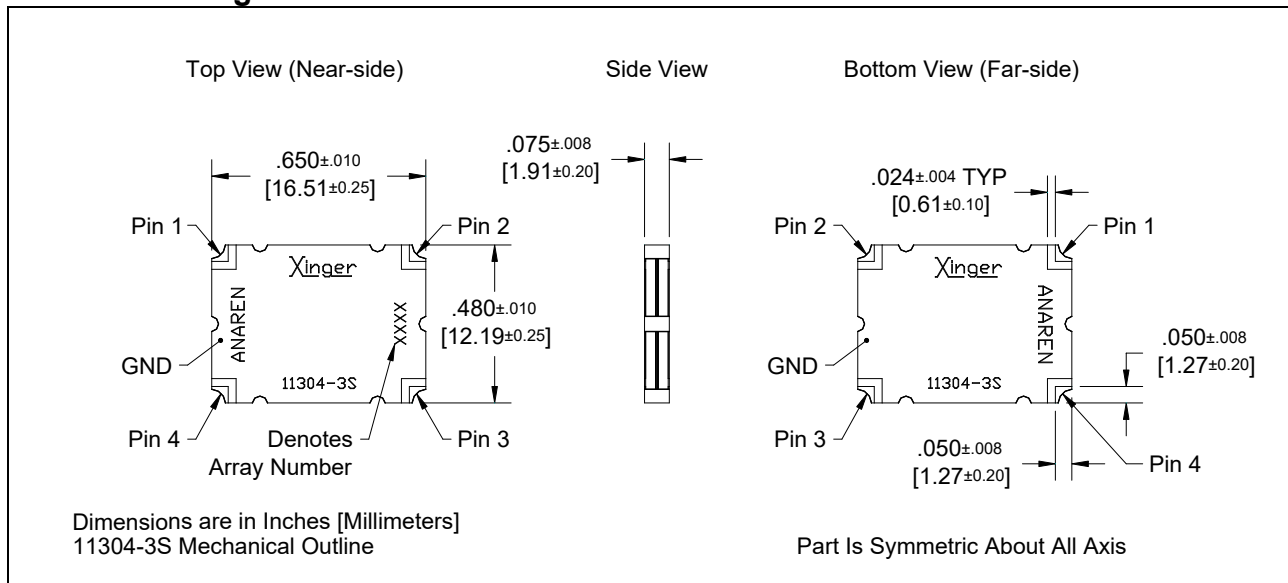 Top View (Near-side)
Side View
Bottom View (Far-side)
.650±.010
[16.51±0.25]
.075±.008
[1.91±0.20]
.024±.004 TYP
[0.61±0.10]
Pin 1
Pin 2
Pin 2
Pin 1
Xinger
ANAREN
XXXX
.480±.010
[12.19±0.25]
GND
11304-3S
Pin 4
Denotes
Array Number
Pin 3
Xinger
ANAREN
GND
11304-3S
.050±.008
[1.27±0.20]
Pin 3
.050±.008
[1.27±0.20]
Pin 4
Dimensions are in Inches [Millimeters]
11304-3S Mechanical Outline
Part Is Symmetric About All Axis